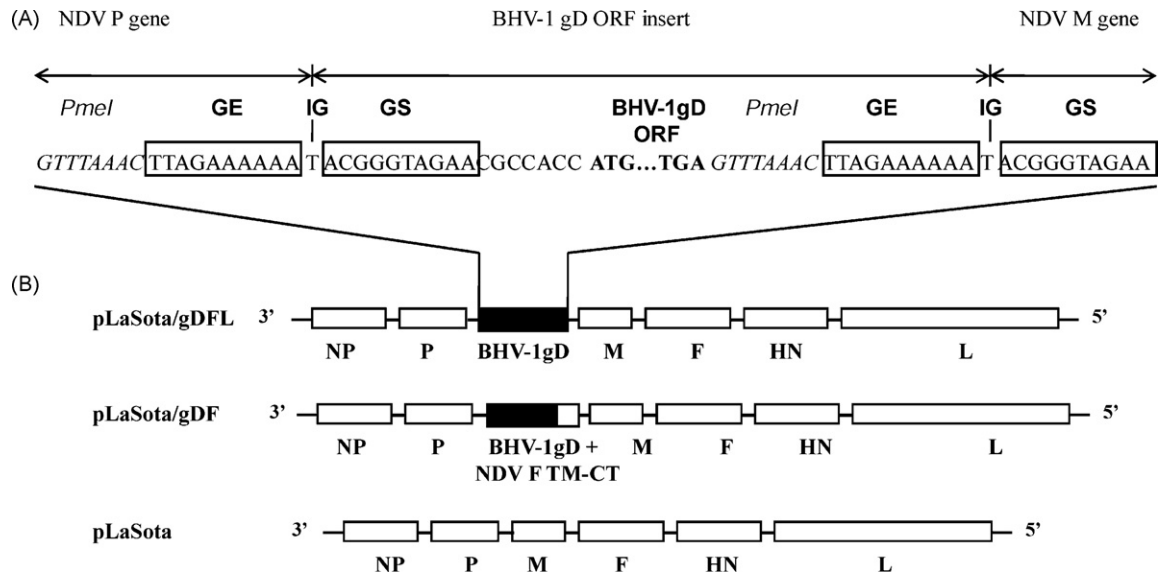 (A) NDV P gene BHV-1 gD ORF insert NDV M gene
PmeI GE IG GS BHV-1gD PmeI GE IG GS
ORF
GTTTAAAC TTAGAAAAAA T ACGGGTAGAA CGCCACC ATG...TGA GTTTAAAC TTAGAAAAAA T ACGGGTAGAA
(B)
pLaSota/gDFL 3’ 5’
NP P BHV-1gD M F HN L
pLaSota/gDF 3’ 5’
NP P BHV-1gD + M F HN L
NDV F TM-CT
pLaSota 3’ 5’
NP P M F HN L